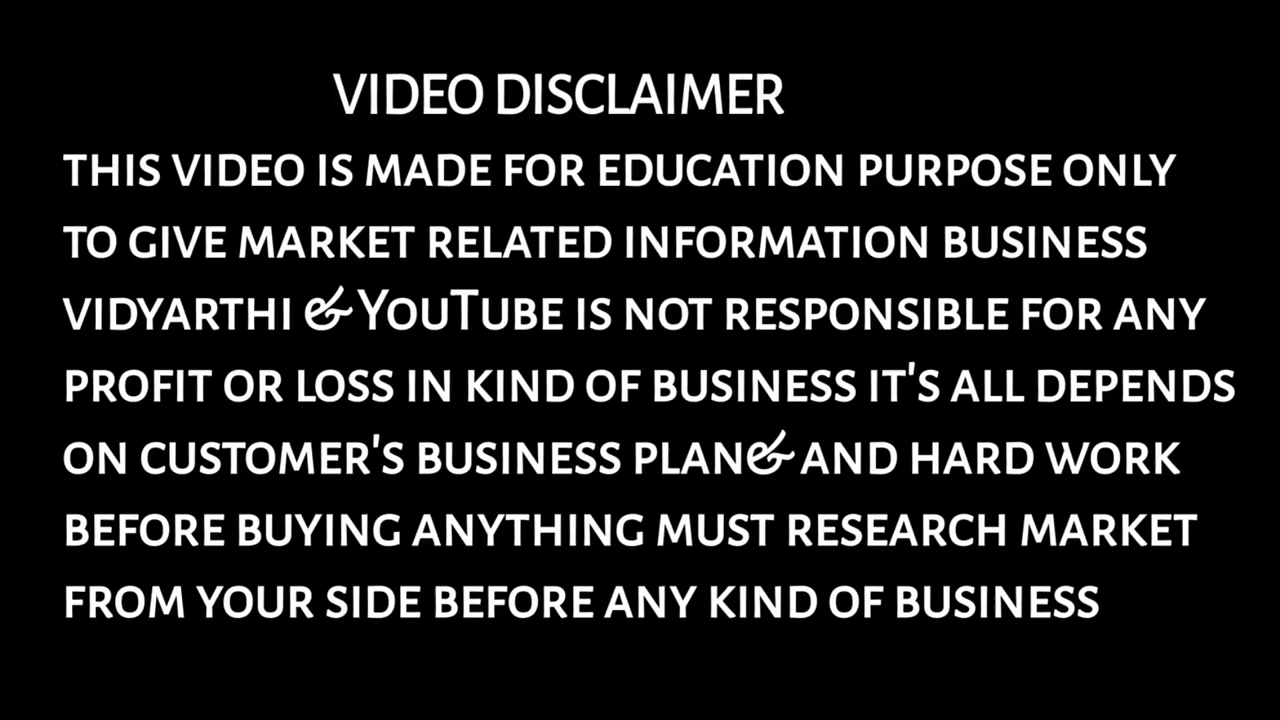 VIDEO DISCLAIMER
THIS VIDEO IS MADE FOR EDUCATION PURPOSE ONLY
TO GIVE MARKET RELATED INFORMATION BUSINESS
VIDYARTHI & YOUTUBE IS NOT RESPONSIBLE FOR ANY
PROFIT OR LOSS IN KIND OF BUSINESS IT'S ALL DEPENDS
ON CUSTOMER'S BUSINESS PLAN& AND HARD WORK
BEFORE BUYING ANYTHING MUST RESEARCH MARKET
FROM YOUR SIDE BEFORE ANY KIND OF BUSINESS